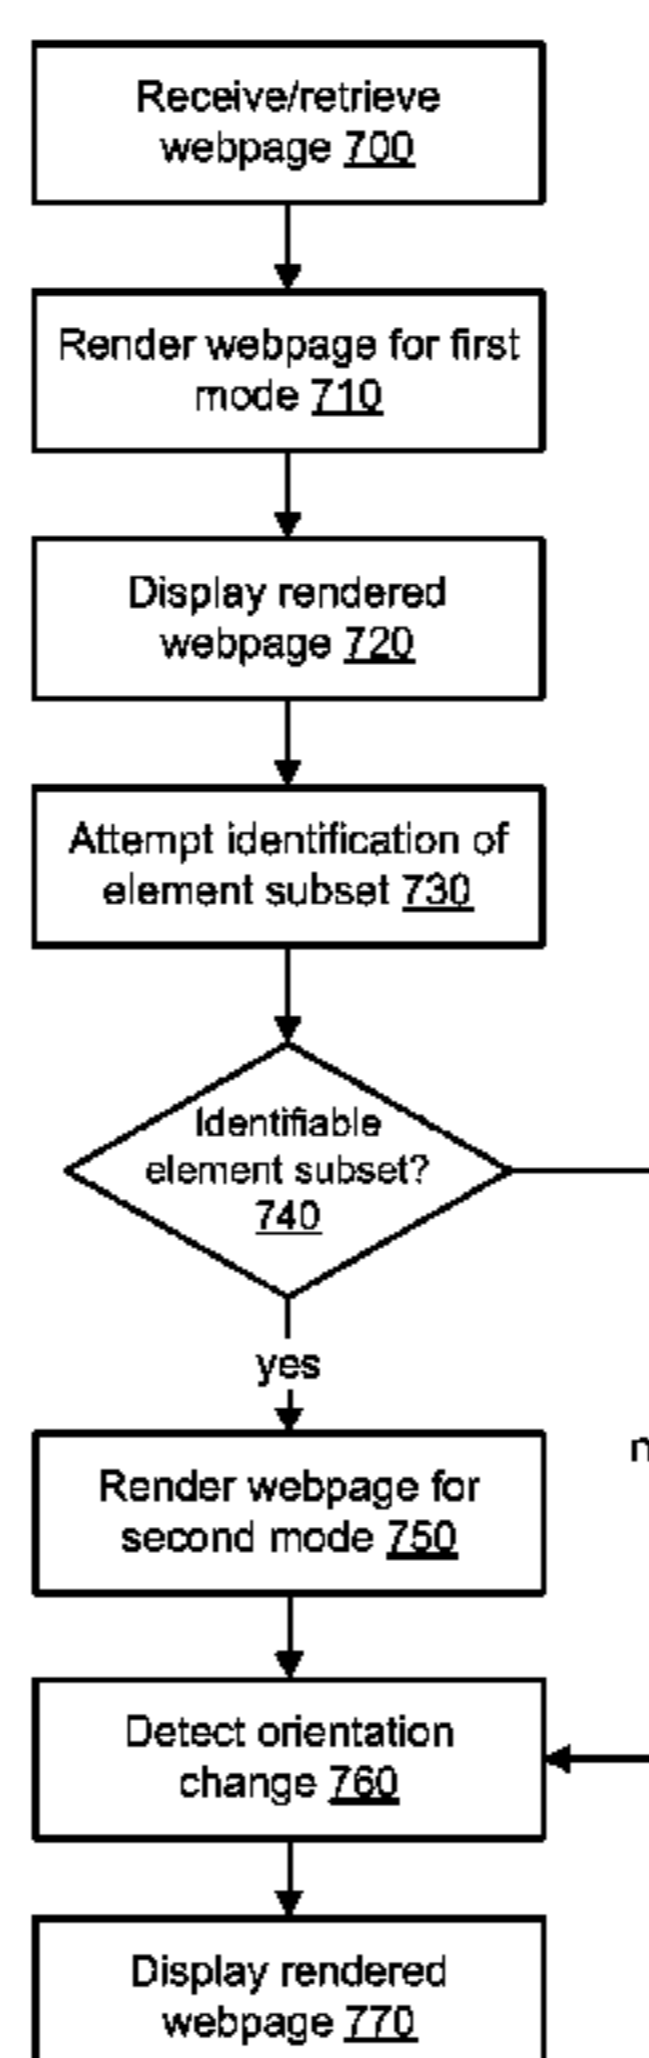 Receive/retrieve
webpage 700
Render webpage for first
mode 710
Display rendered
webpage 720
Attempt identification of
element subset 730
Identifiable
element subset?
740
yes
Render webpage for
second mode 750
Detect orientation
change 760
Display rendered
webpage 770